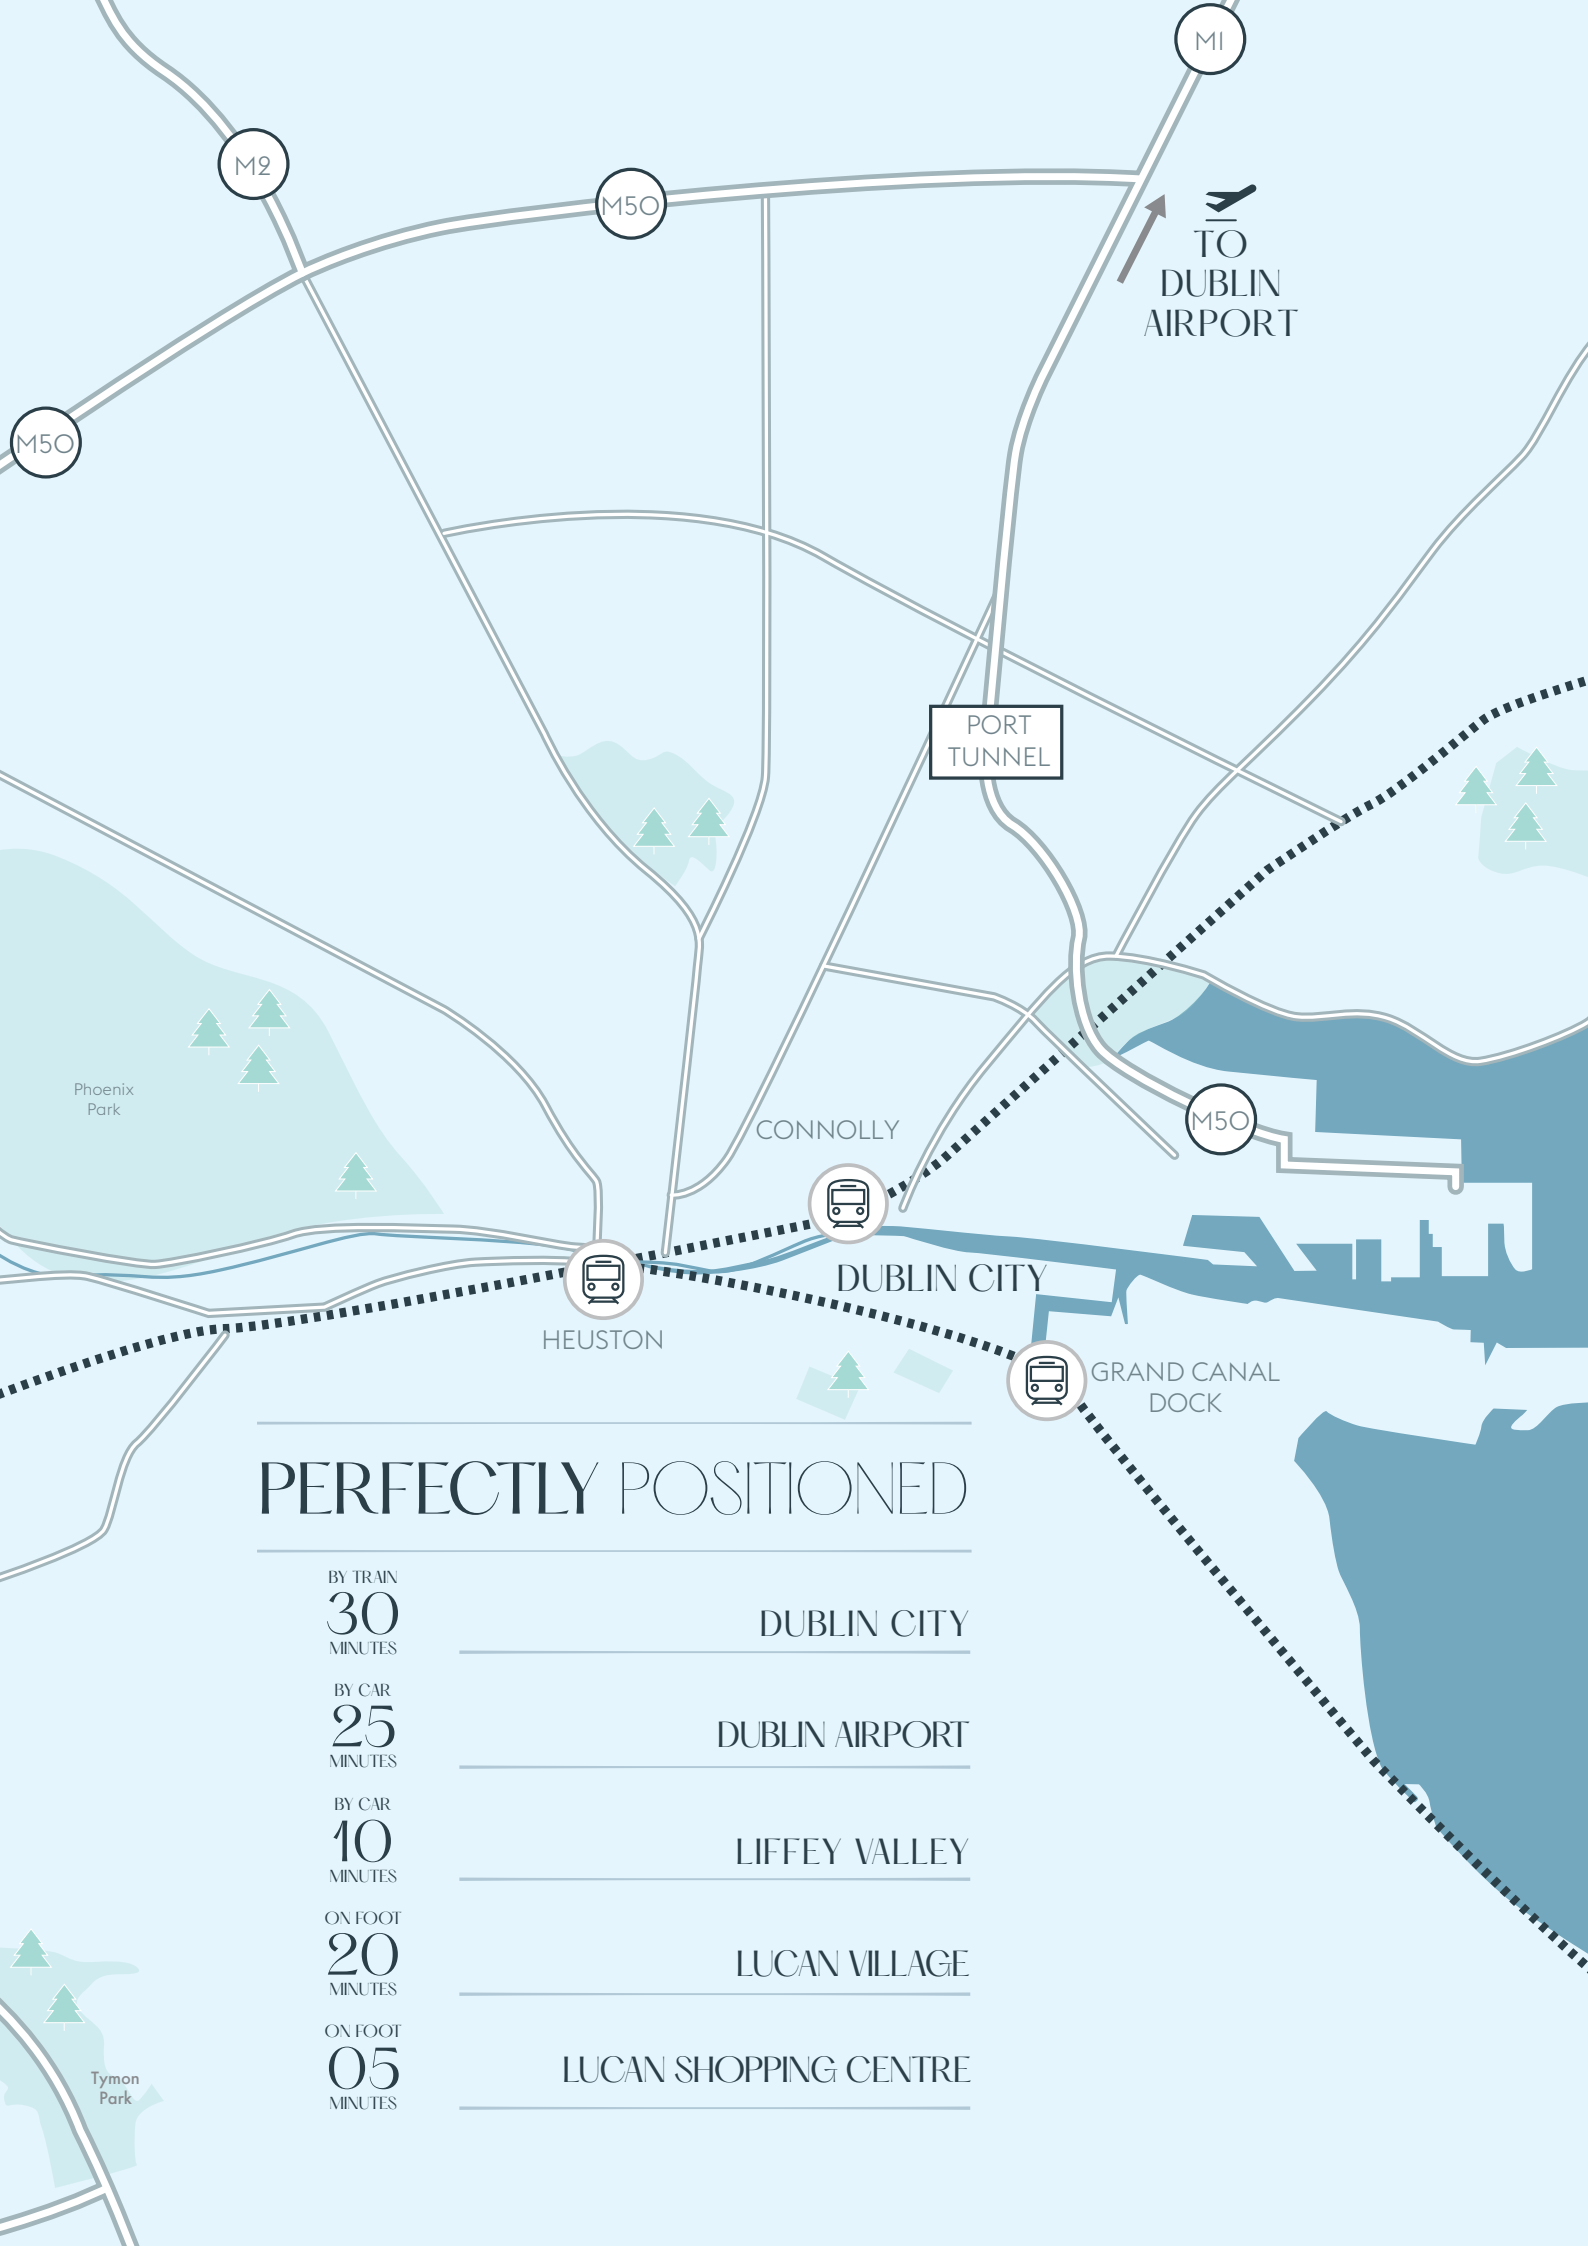 M1
M2
M50
TO
DUBLIN
AIRPORT
M50
PORT
TUNNEL
Phoenix
Park
M50
CONNOLLY
DUBLIN CITY
HEUSTON
GRAND CANAL
DOCK
PERFECTLY POSITIONED
BY TRAIN
30
MINUTES
DUBLIN CITY
BY CAR
25
MINUTES
DUBLIN AIRPORT
BY CAR
10
MINUTES
LIFFEY VALLEY
ON FOOT
20
MINUTES
LUCAN VILLAGE
ON FOOT
05
MINUTES
LUCAN SHOPPING CENTRE
Tymon
Park